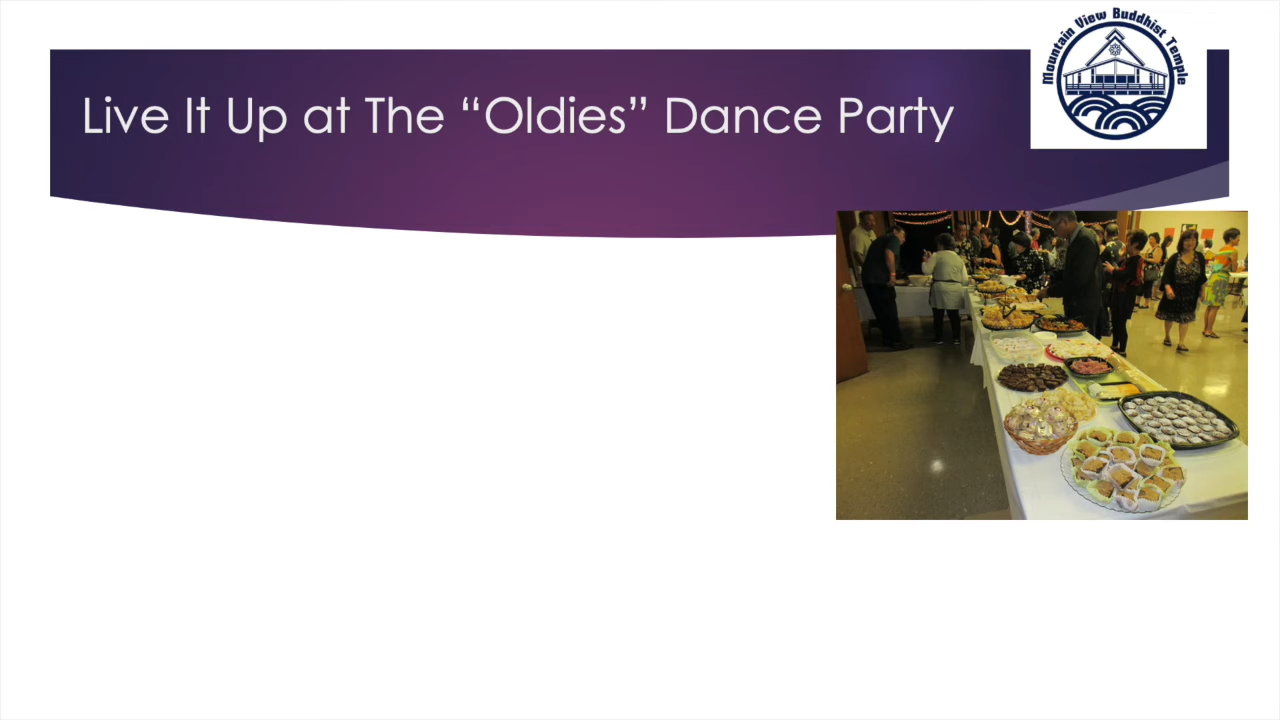 Mountain View Buddhist Temple
Live It Up at The “Oldies” Dance Party